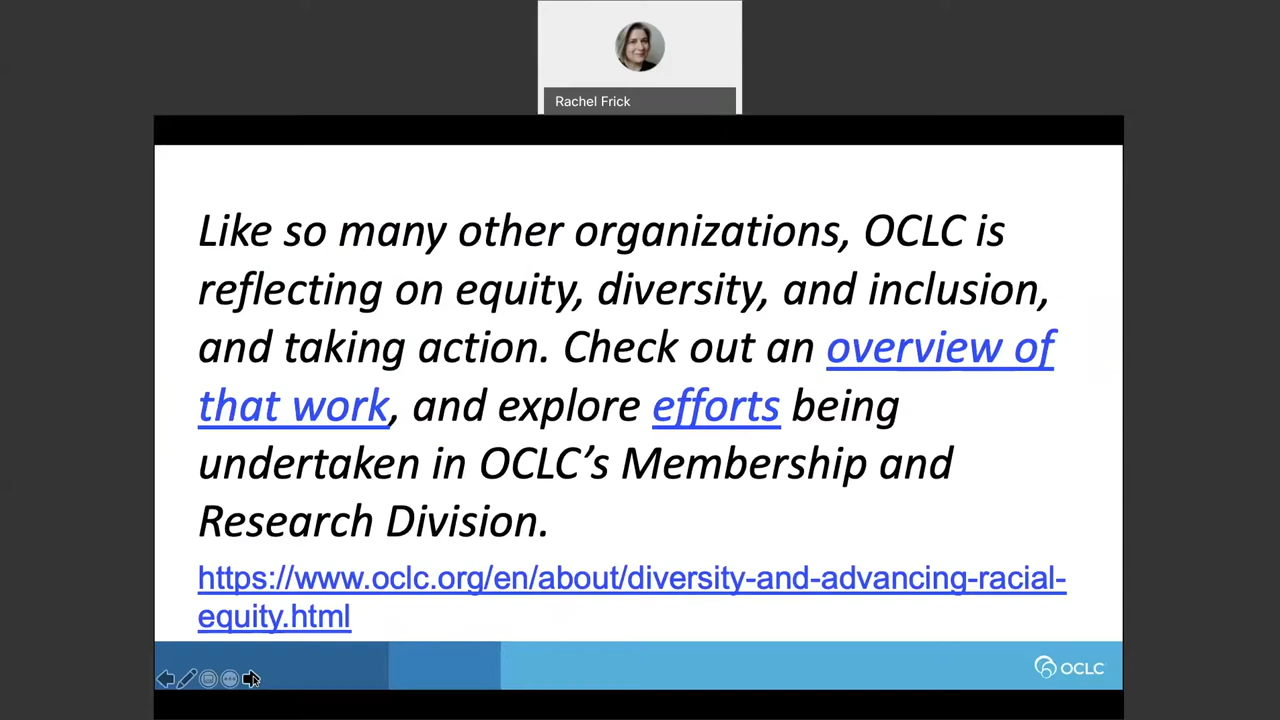 Rachel Frick
Like so many other organizations, OCLC is
reflecting on equity, diversity, and inclusion,
and taking action. Check out an overview of
that work, and explore efforts being
undertaken in OCLC’s Membership and
Research Division.
https://www.oclc.org/en/about/diversity-and-advancing-racial-
equity.html
OCLC